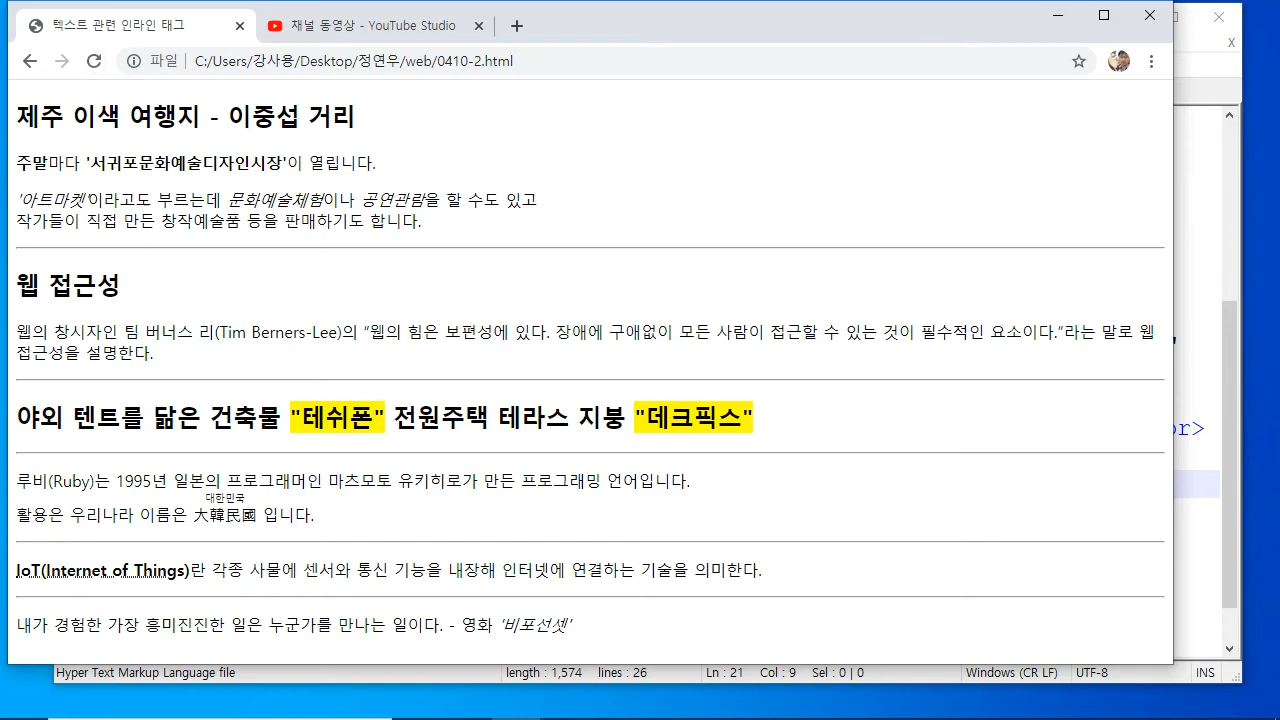 텍스트 관련 인라인 태그
채널 동영상 - YouTube Studio
파일 C:/Users/강사용/Desktop/정연우/web/0410-2.html
X
제주 이색 여행지 - 이중섭 거리
주말마다 '서귀포문화예술디자인시장'이 열립니다.
'아트마켓'이라고도 부르는데 문화예술체험이나 공연관람을 할 수도 있고
작가들이 직접 만든 창작예술품 등을 판매하기도 합니다.
웹 접근성
웹의 창시자인 팀 버너스 리(Tim Berners-Lee)의 “웹의 힘은 보편성에 있다. 장애에 구애없이 모든 사람이 접근할 수 있는 것이 필수적인 요소이다.”라는 말로 웹
접근성을 설명한다.
야외 텐트를 닮은 건축물 "테쉬폰" 전원주택 테라스 지붕 "데크픽스"
루비(Ruby)는 1995년 일본의 프로그래머인 마츠모토 유키히로가 만든 프로그래밍 언어입니다.
대한민국
활용은 우리나라 이름은 大韓民國 입니다.
IoT(Internet of Things)란 각종 사물에 센서와 통신 기능을 내장해 인터넷에 연결하는 기술을 의미한다.
내가 경험한 가장 흥미진진한 일은 누군가를 만나는 일이다. - 영화 ‘비포선셋’
Hyper Text Markup Language file length : 1,574 lines : 26 Ln : 21 Col : 9 Sel : 0 | 0 Windows (CR LF) UTF-8 INS